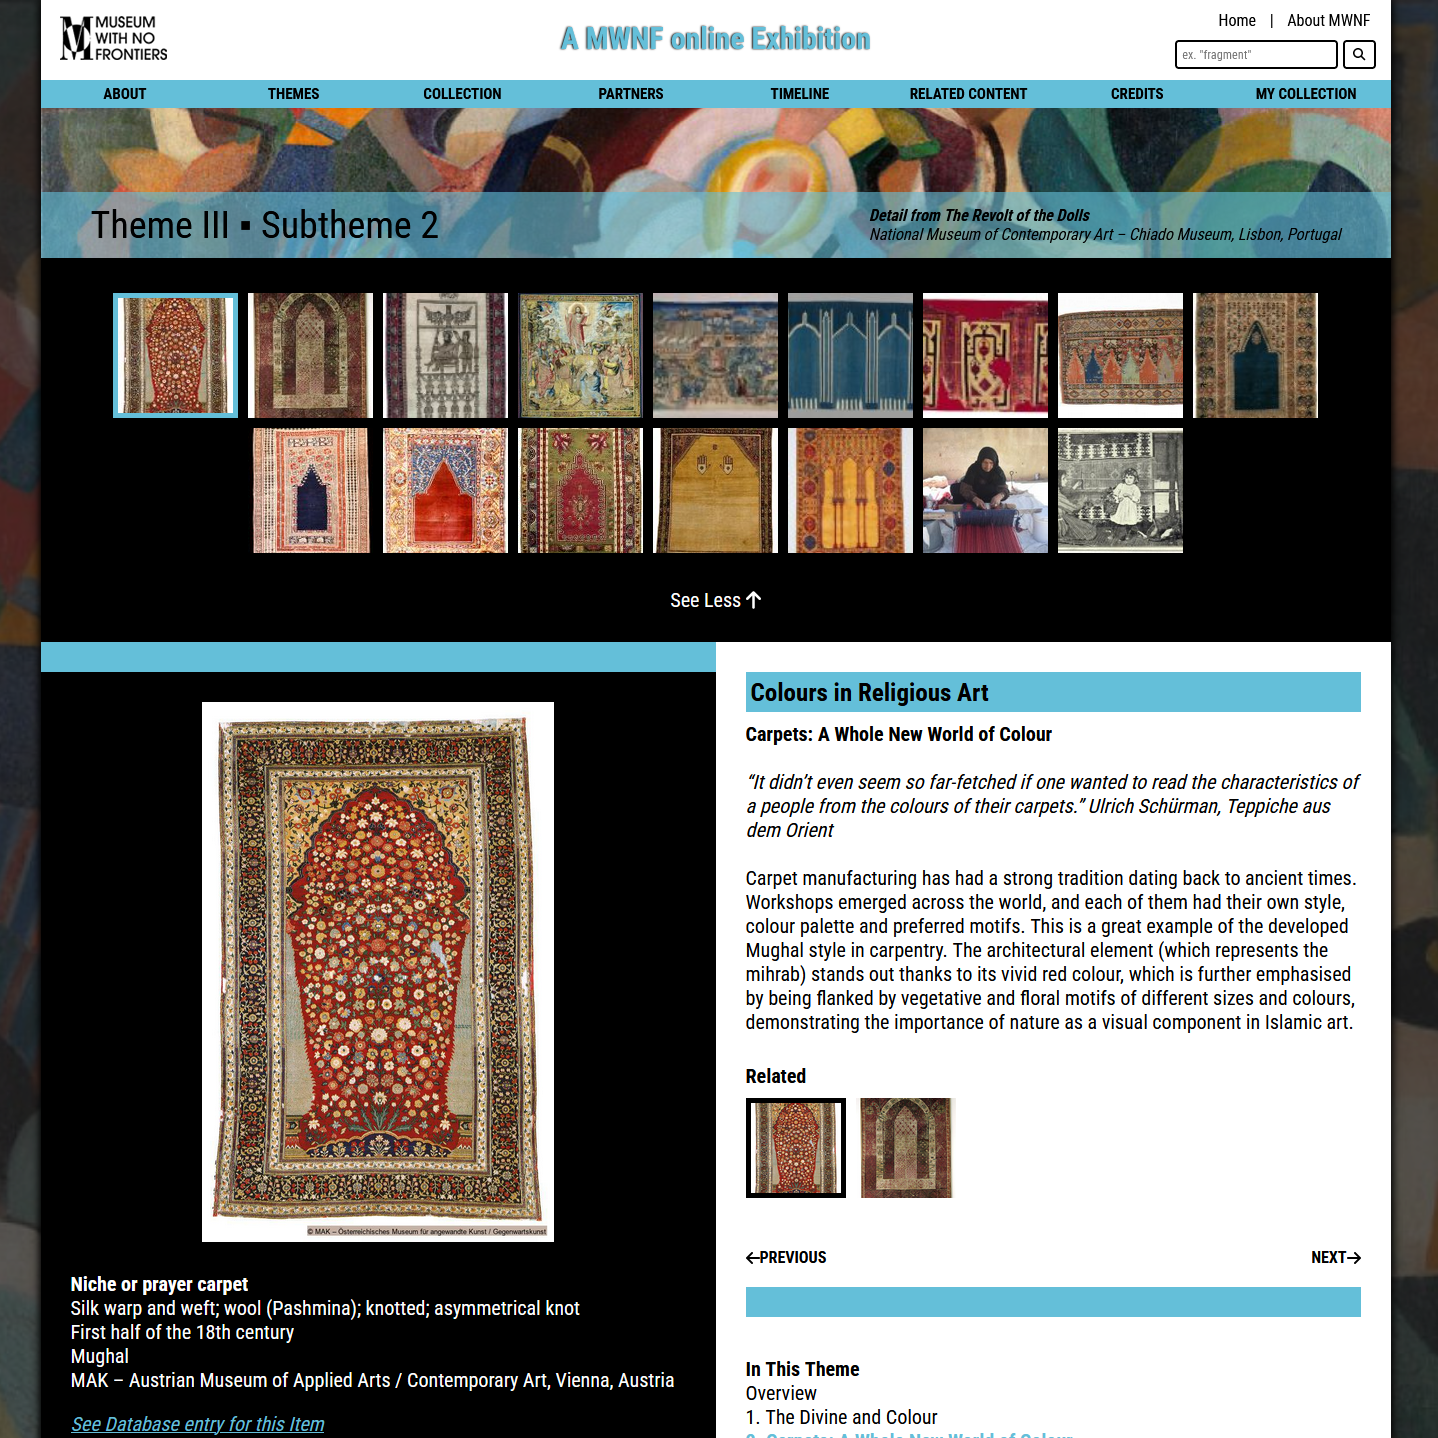 MUSEUM
WITH NO
FRONTIERS
A MWNF online Exhibition
Home | About MWNF
ex. "fragment"
ABOUT THEMES COLLECTION PARTNERS TIMELINE RELATED CONTENT CREDITS MY COLLECTION
Theme III ▪ Subtheme 2
Detail from The Revolt of the Dolls
National Museum of Contemporary Art – Chiado Museum, Lisbon, Portugal
See Less
© MAK – Österreichisches Museum für angewandte Kunst / Gegenwartskunst
Niche or prayer carpet
Silk warp and weft; wool (Pashmina); knotted; asymmetrical knot
First half of the 18th century
Mughal
MAK – Austrian Museum of Applied Arts / Contemporary Art, Vienna, Austria
See Database entry for this Item
Colours in Religious Art
Carpets: A Whole New World of Colour
“It didn’t even seem so far-fetched if one wanted to read the characteristics of
a people from the colours of their carpets.” Ulrich Schürman, Teppiche aus
dem Orient
Carpet manufacturing has had a strong tradition dating back to ancient times.
Workshops emerged across the world, and each of them had their own style,
colour palette and preferred motifs. This is a great example of the developed
Mughal style in carpentry. The architectural element (which represents the
mihrab) stands out thanks to its vivid red colour, which is further emphasised
by being flanked by vegetative and floral motifs of different sizes and colours,
demonstrating the importance of nature as a visual component in Islamic art.
Related
PREVIOUS NEXT
In This Theme
Overview
1. The Divine and Colour
2. Carpets: A Whole New World of Colour